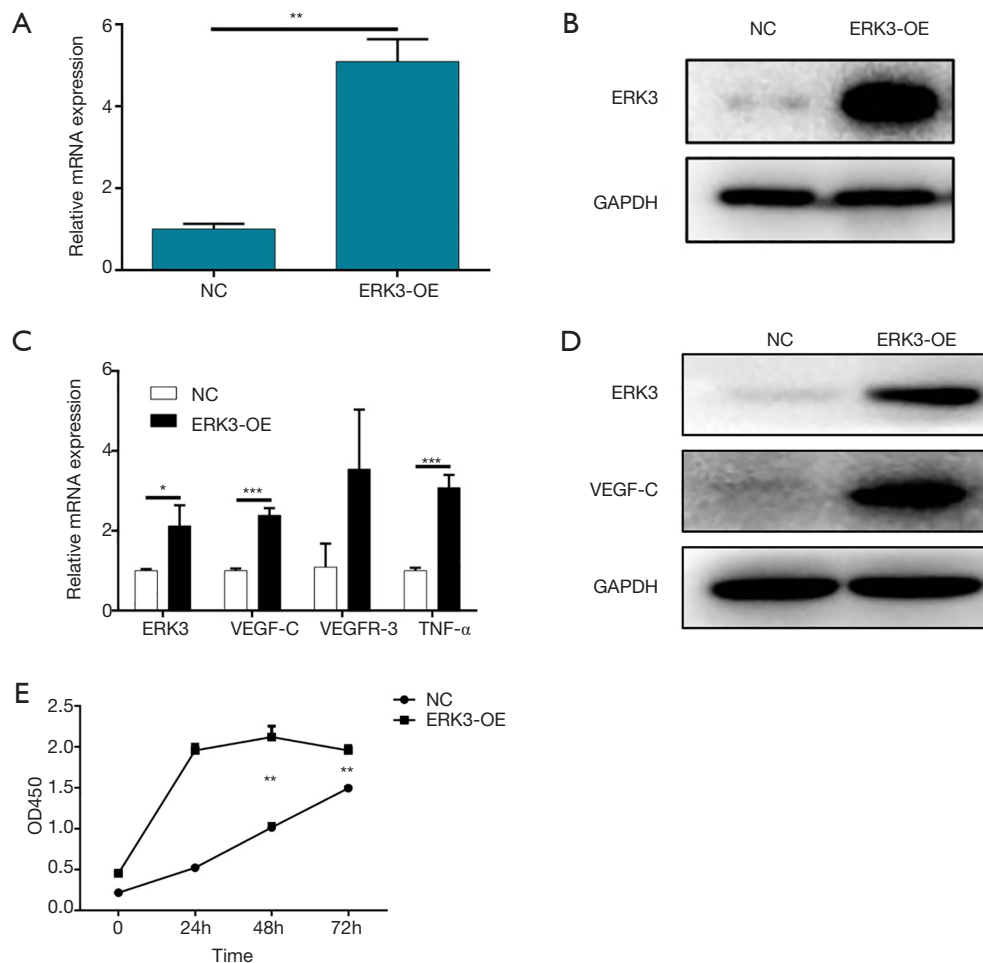 A
Relative mRNA expression
6
4
2
0
**
NC
ERK3-OE
B
NC
ERK3-OE
ERK3
GAPDH
C
Relative mRNA expression
6
4
2
0
NC
ERK3-OE
*
***
***
ERK3
VEGF-C
VEGFR-3
TNF-α
D
NC
ERK3-OE
ERK3
VEGF-C
GAPDH
E
OD450
2.5
2.0
1.5
1.0
0.5
0.0
NC
ERK3-OE
**
**
0
24h
48h
72h
Time